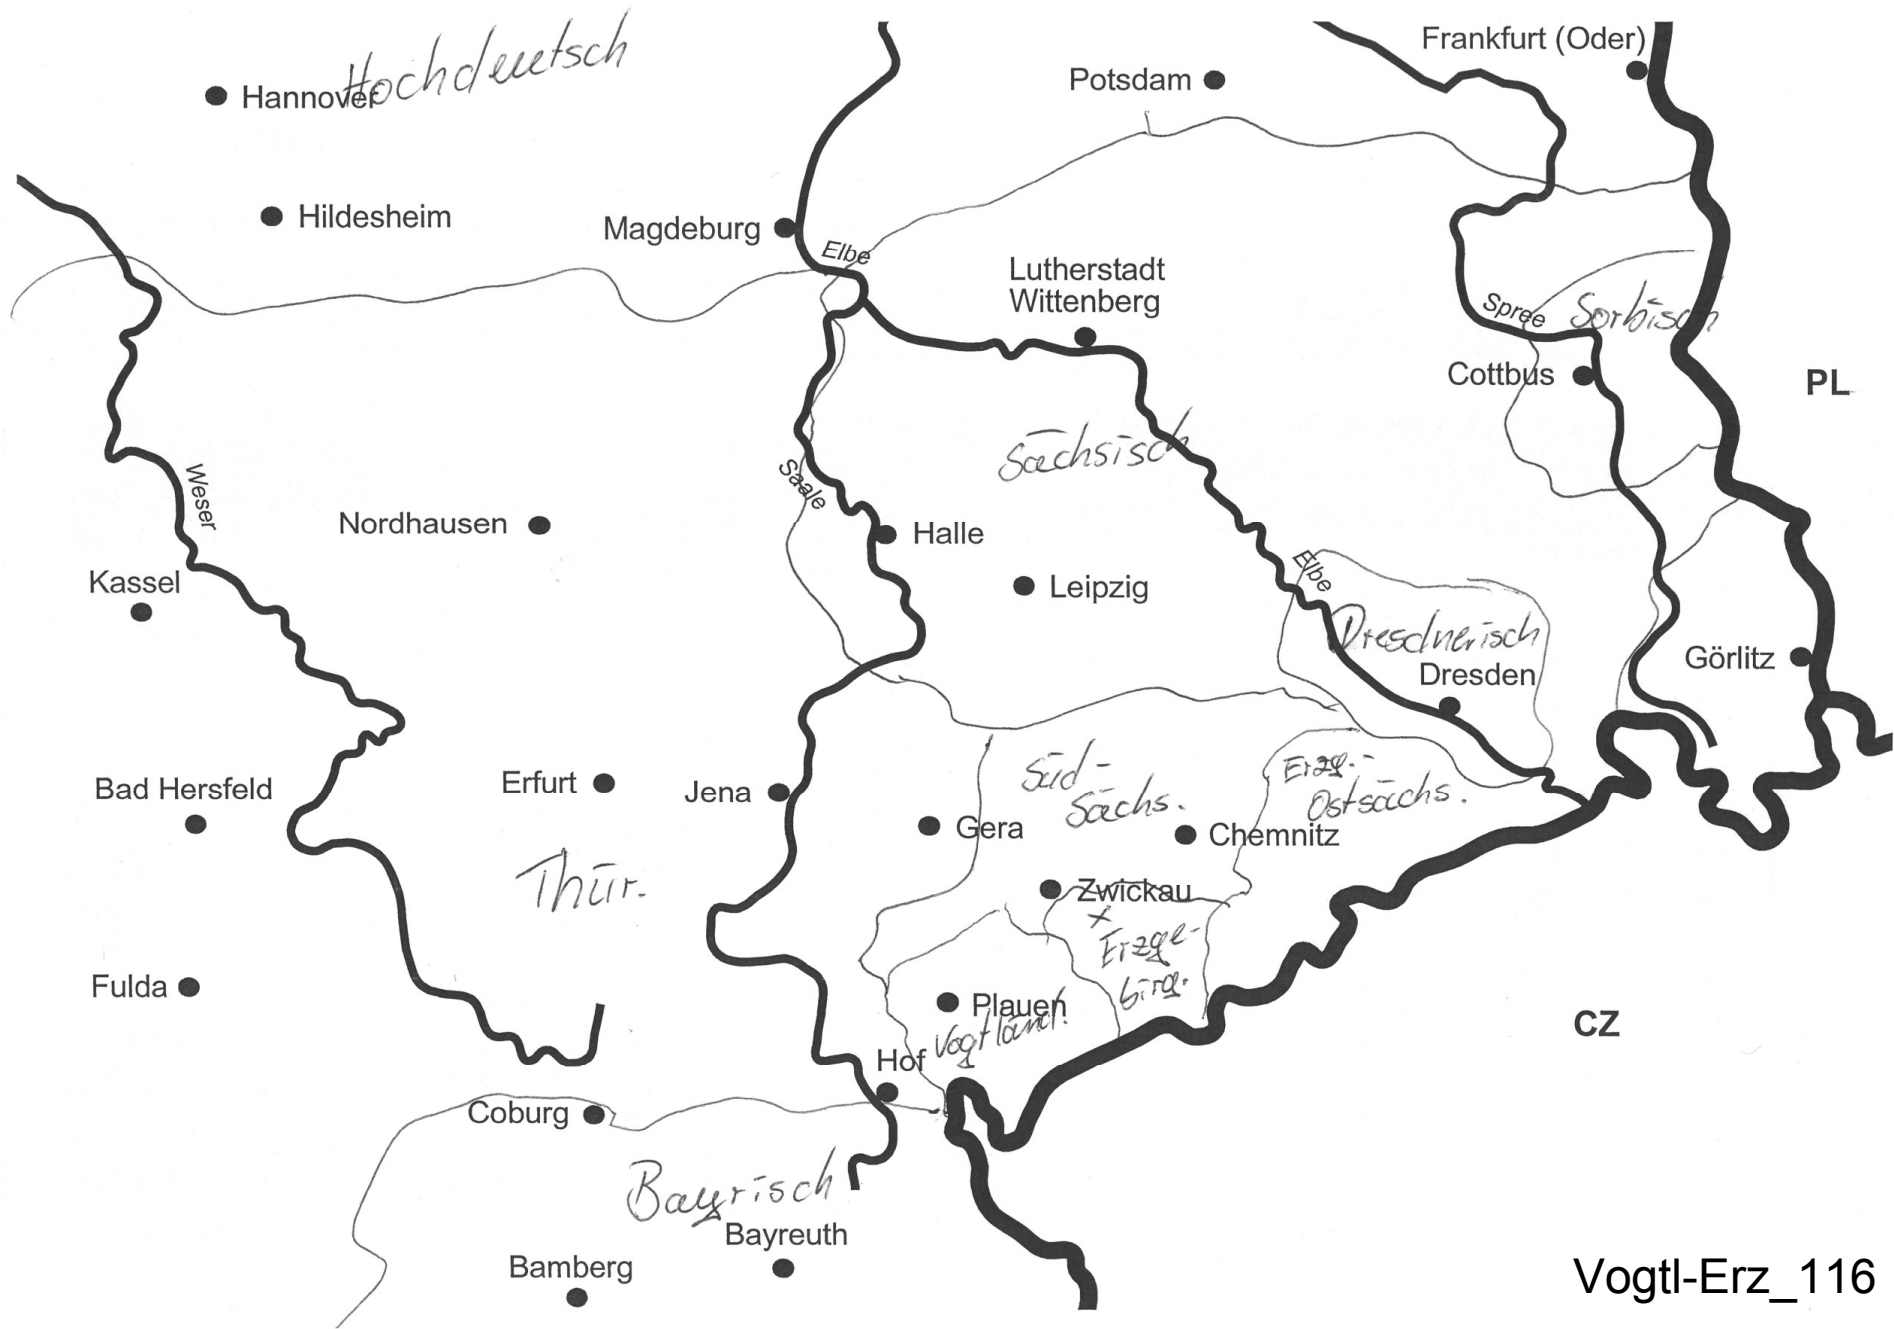 Hochdeutsch
Frankfurt (Oder)
Hannover
Potsdam
Hildesheim
Magdeburg
Elbe
Lutherstadt
Wittenberg
Spree
Sorbisch
Cottbus
PL
Sächsisch
Weser
Saale
Nordhausen
Halle
Kassel
Leipzig
Elbe
Dresdnerisch
Dresden
Görlitz
Süd-
Sächs.
Erzg.-
Ostsächs.
Bad Hersfeld
Erfurt
Jena
Gera
Chemnitz
Thür.
Zwickau
x
Erzge-
birg.
Fulda
Plauen
Vogtländ.
CZ
Hof
Coburg
Bayrisch
Bayreuth
Bamberg
Vogtl-Erz_116